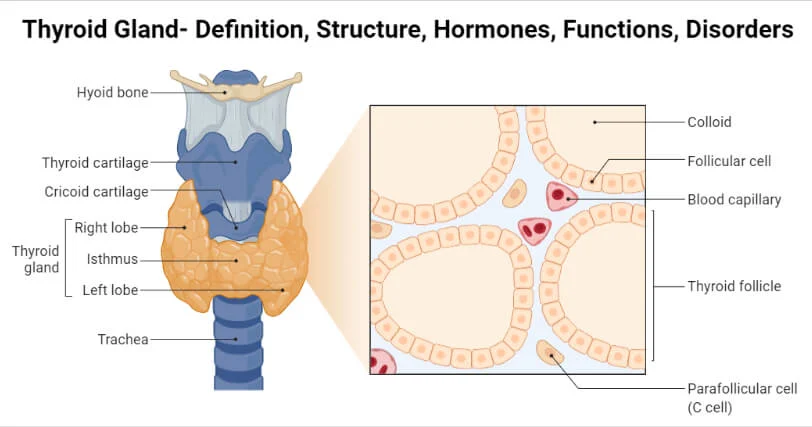 Thyroid Gland- Definition, Structure, Hormones, Functions, Disorders
Hyoid bone
Thyroid cartilage
Cricoid cartilage
Thyroid
gland
Right lobe
Isthmus
Left lobe
Trachea
Colloid
Follicular cell
Blood capillary
Thyroid follicle
Parafollicular cell
(C cell)